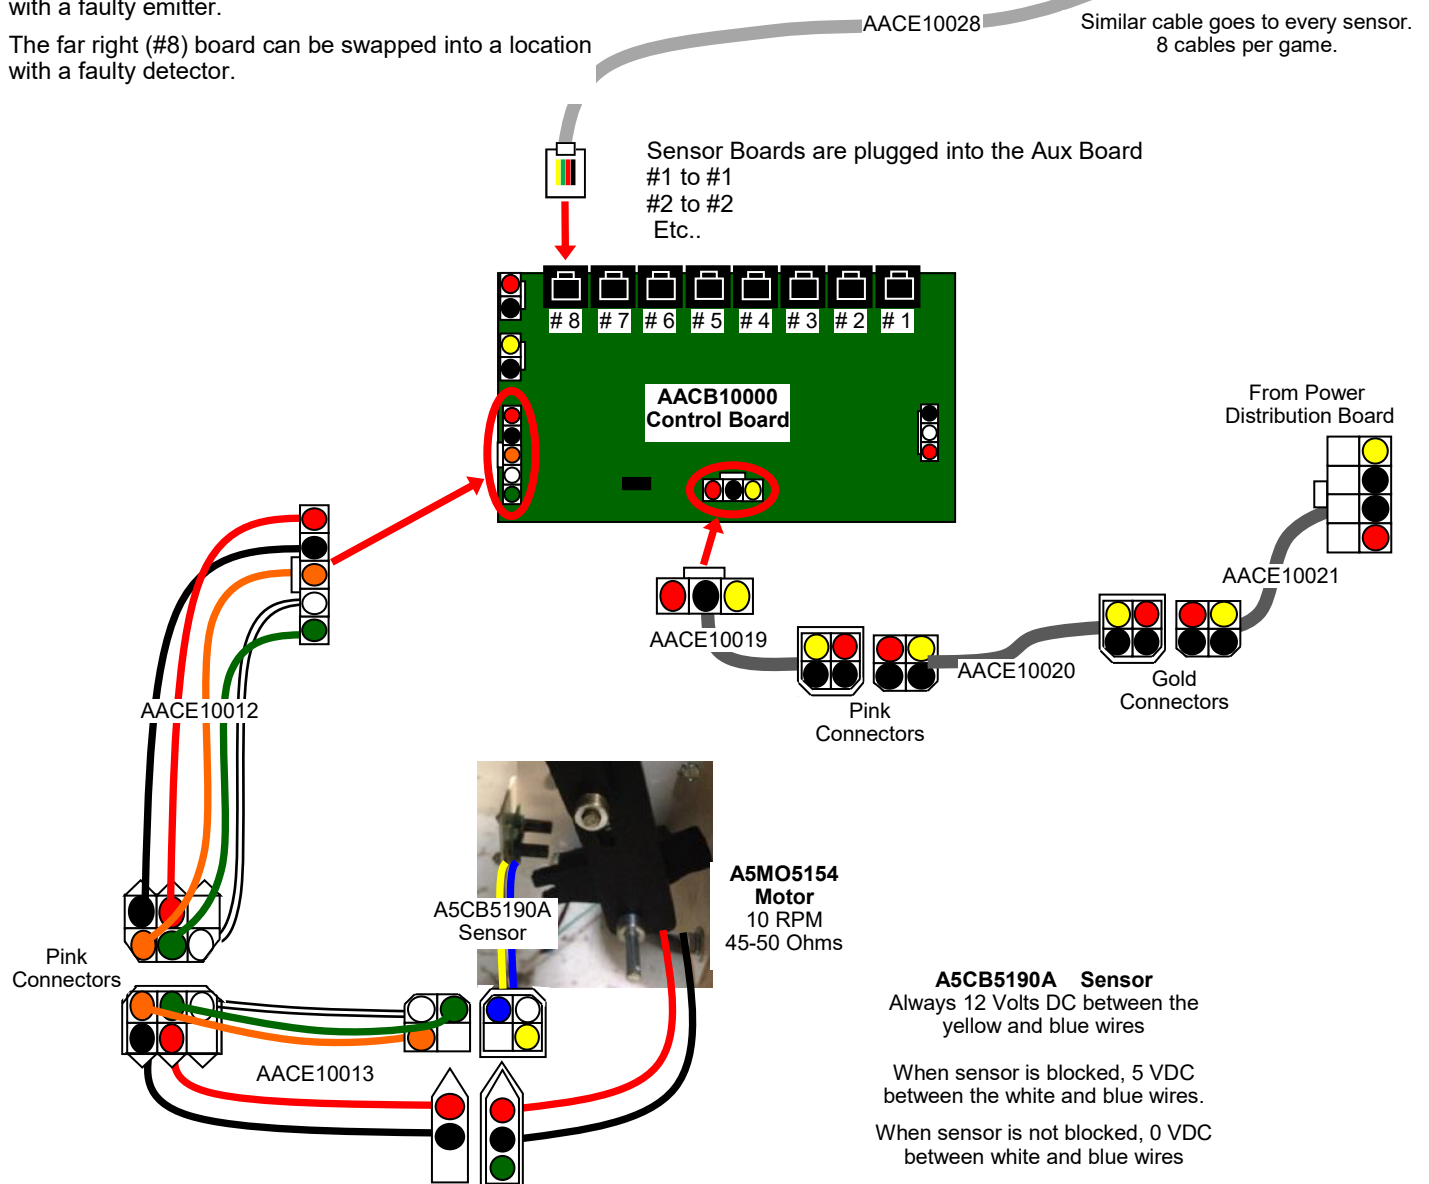 with a faulty emitter.
The far right (#8) board can be swapped into a location
with a faulty detector.
AACE10028
Similar cable goes to every sensor.
8 cables per game.
Sensor Boards are plugged into the Aux Board
#1 to #1
#2 to #2
Etc..
# 8 # 7 # 6 # 5 # 4 # 3 # 2 # 1
AACB10000
Control Board
From Power
Distribution Board
AACE10021
AACE10019
AACE10020
Gold
Connectors
Pink
Connectors
AACE10012
A5CB5190A
Sensor
A5MO5154
Motor
10 RPM
45-50 Ohms
Pink
Connectors
AACE10013
A5CB5190A Sensor
Always 12 Volts DC between the
yellow and blue wires
When sensor is blocked, 5 VDC
between the white and blue wires.
When sensor is not blocked, 0 VDC
between white and blue wires